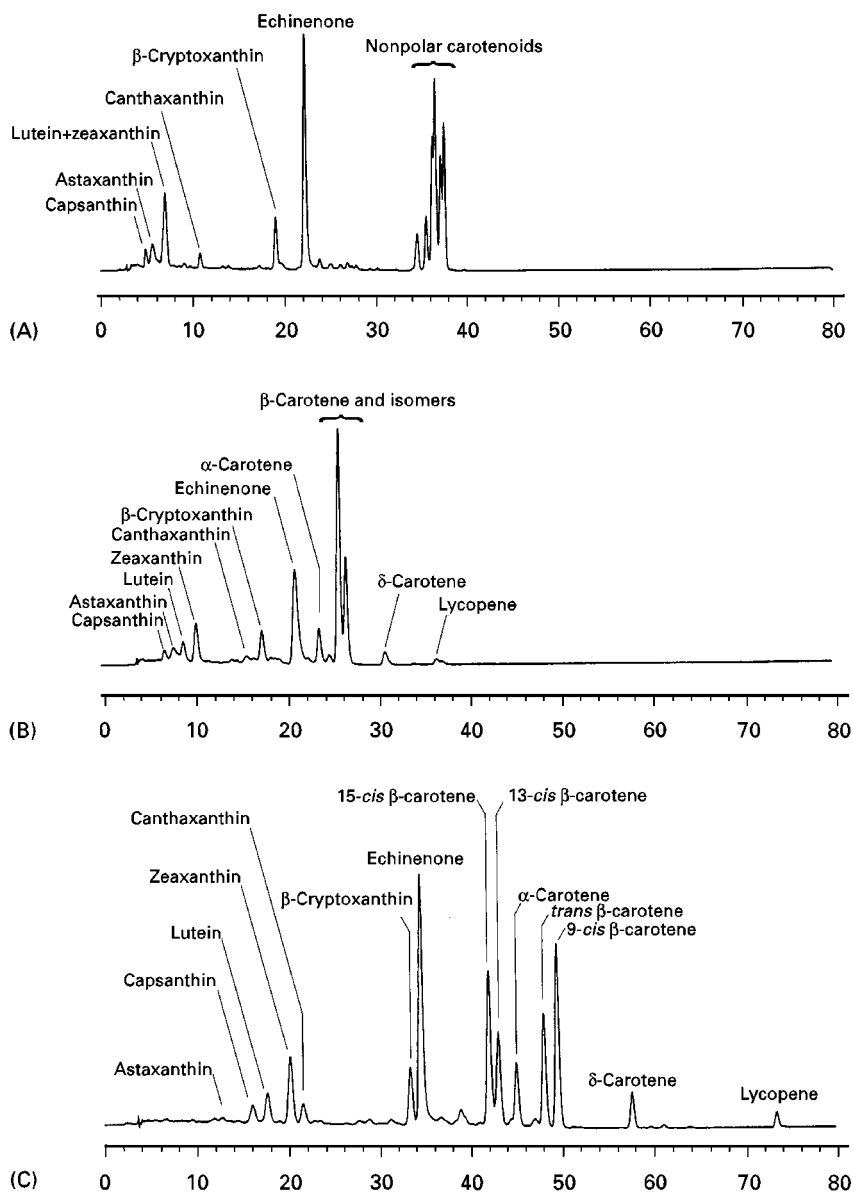 Echinenone
Nonpolar carotenoids
β-Cryptoxanthin
Canthaxanthin
Lutein+zeaxanthin
Astaxanthin
Capsanthin
0 10 20 30 40 50 60 70 80
(A)
β-Carotene and isomers
α-Carotene
Echinenone
β-Cryptoxanthin
Canthaxanthin
Zeaxanthin
Lutein
Astaxanthin
Capsanthin
δ-Carotene
Lycopene
0 10 20 30 40 50 60 70 80
(B)
15-cis β-carotene
13-cis β-carotene
Canthaxanthin
Echinenone
Zeaxanthin
β-Cryptoxanthin
α-Carotene
trans β-carotene
9-cis β-carotene
Lutein
Capsanthin
Astaxanthin
δ-Carotene
Lycopene
0 10 20 30 40 50 60 70 80
(C)